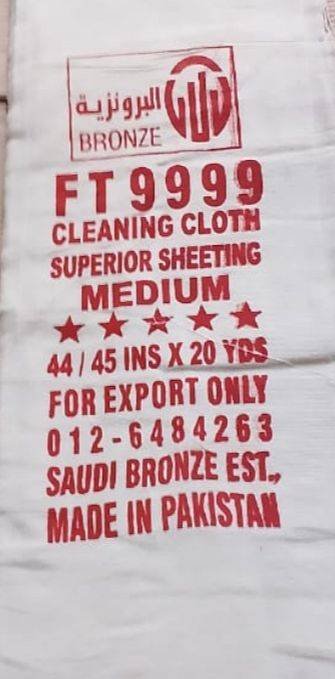 البرونزية
BRONZE
FT 9999
CLEANING CLOTH
SUPERIOR SHEETING
MEDIUM
44 / 45 INS X 20 YDS
FOR EXPORT ONLY
012-6484263
SAUDI BRONZE EST.,
MADE IN PAKISTAN